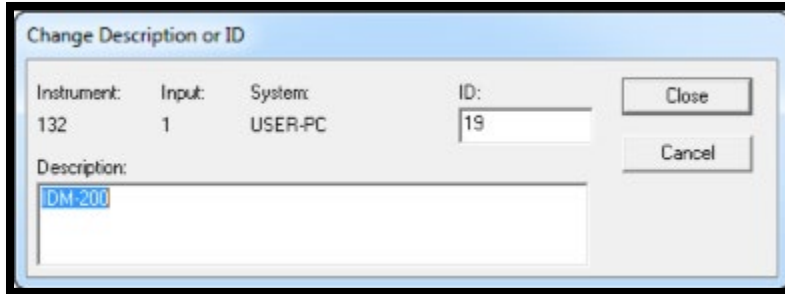 Change Description or ID
Instrument: Input: System: ID: Close
132 1 USER-PC 19
Cancel
Description:
IDM-200